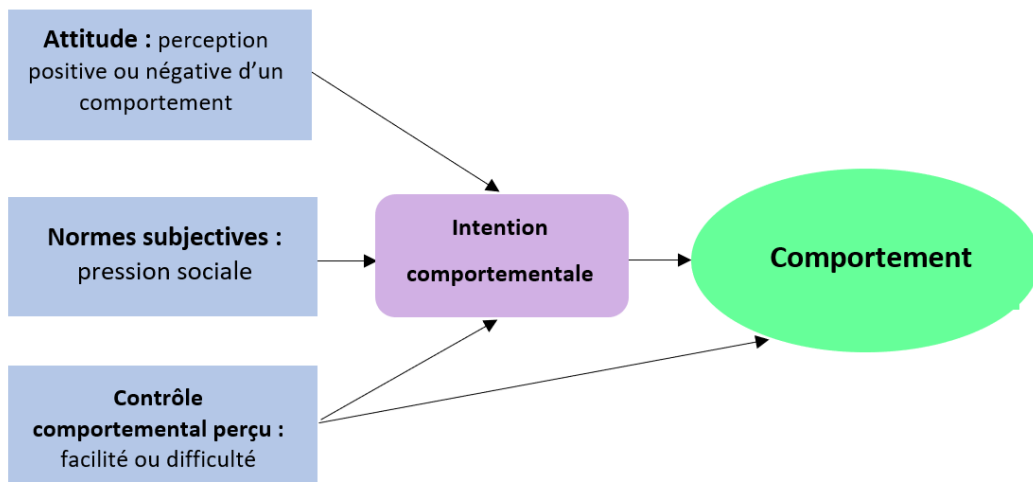 Attitude : perception
positive ou négative d’un
comportement
Normes subjectives :
pression sociale
Contrôle
comportemental perçu :
facilité ou difficulté
Intention
comportementale
Comportement